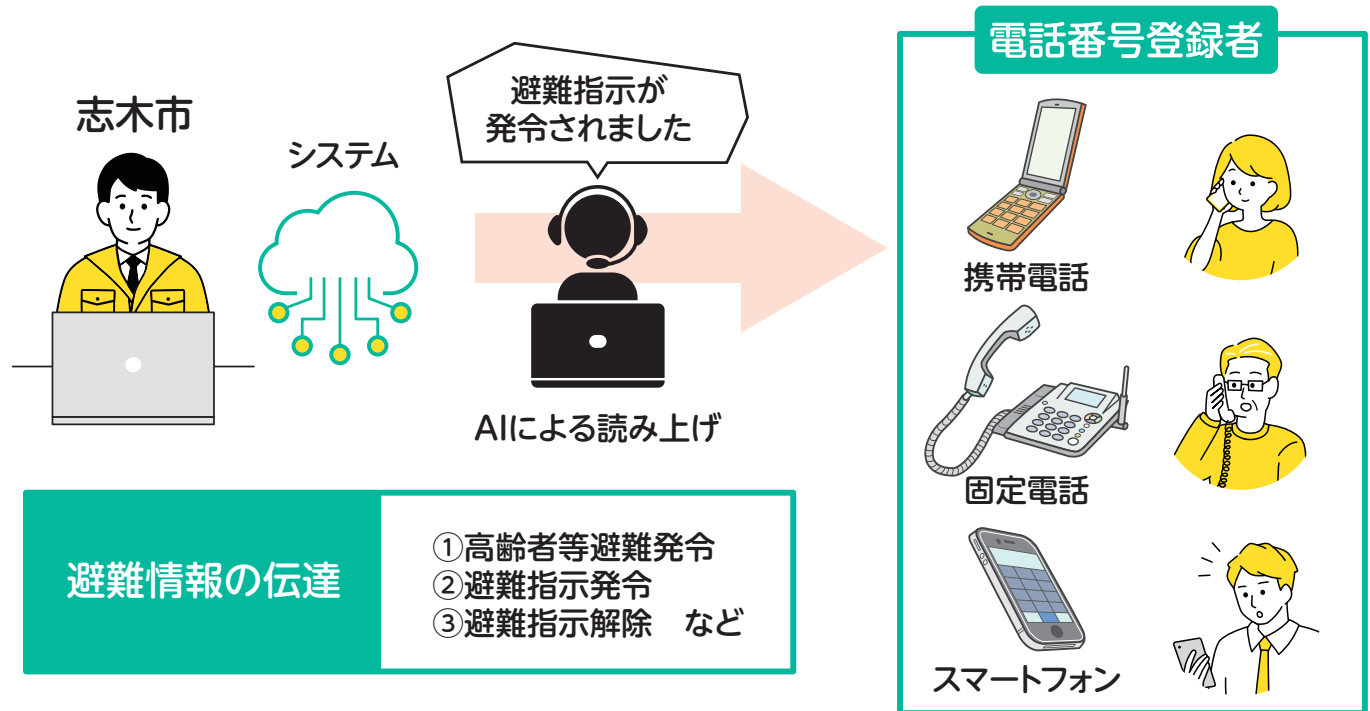 志木市
システム
避難指示が
発令されました
AIによる読み上げ
電話番号登録者
携帯電話
固定電話
スマートフォン
避難情報の伝達
①高齢者等避難発令
②避難指示発令
③避難指示解除　など